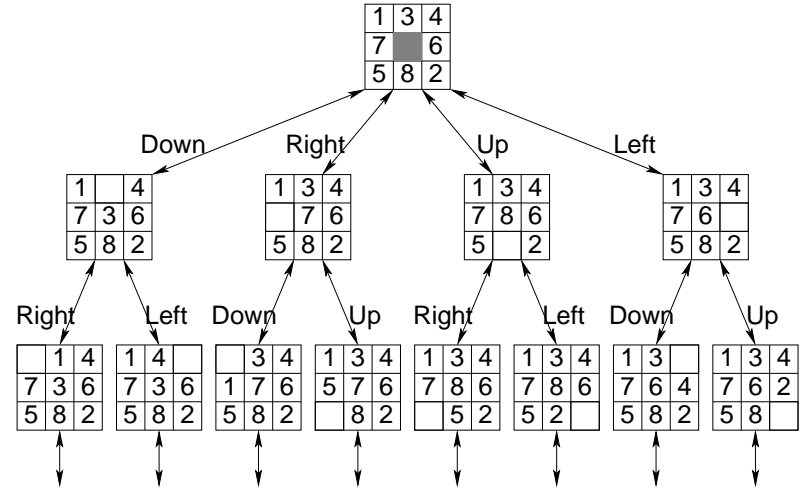 1 3 4
7 6
5 8 2
Down Right Up Left
1 4 1 3 4 1 3 4 1 3 4
7 3 6 7 6 7 8 6 7 6
5 8 2 5 8 2 5 2 5 8 2
Right Left Down Up Right Left Down Up
1 4 1 4 3 4 1 3 4 1 3 4 1 3 4 1 3 1 3 4
7 3 6 7 3 6 1 7 6 5 7 6 7 8 6 7 8 6 7 6 4 7 6 2
5 8 2 5 8 2 5 8 2 8 2 5 2 5 2 5 8 2 5 8